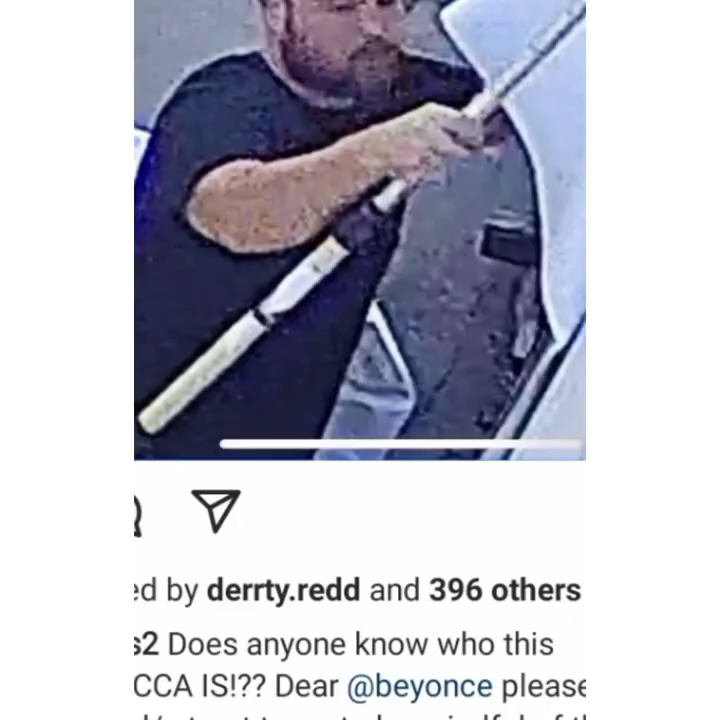 ed by derrty.redd and 396 others
s2 Does anyone know who this
CCA IS!?? Dear @beyonce please